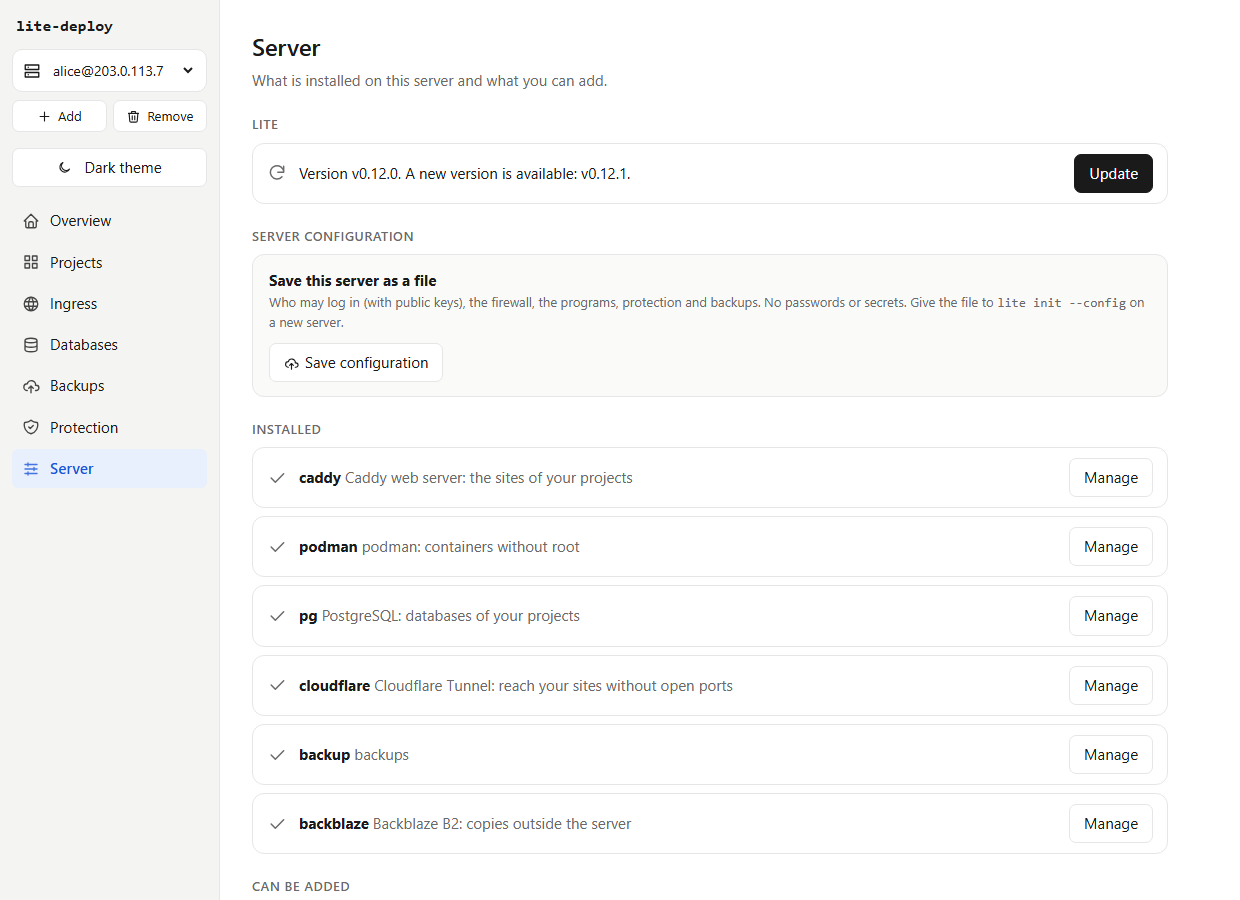 lite-deploy
alice@203.0.113.7
Add
Remove
Dark theme
Overview
Projects
Ingress
Databases
Backups
Protection
Server
Server
What is installed on this server and what you can add.
LITE
Version v0.12.0. A new version is available: v0.12.1.
Update
SERVER CONFIGURATION
Save this server as a file
Who may log in (with public keys), the firewall, the programs, protection and backups. No passwords or secrets. Give the file to lite init --config on
a new server.
Save configuration
INSTALLED
caddy Caddy web server: the sites of your projects
Manage
podman podman: containers without root
Manage
pg PostgreSQL: databases of your projects
Manage
cloudflare Cloudflare Tunnel: reach your sites without open ports
Manage
backup backups
Manage
backblaze Backblaze B2: copies outside the server
Manage
CAN BE ADDED